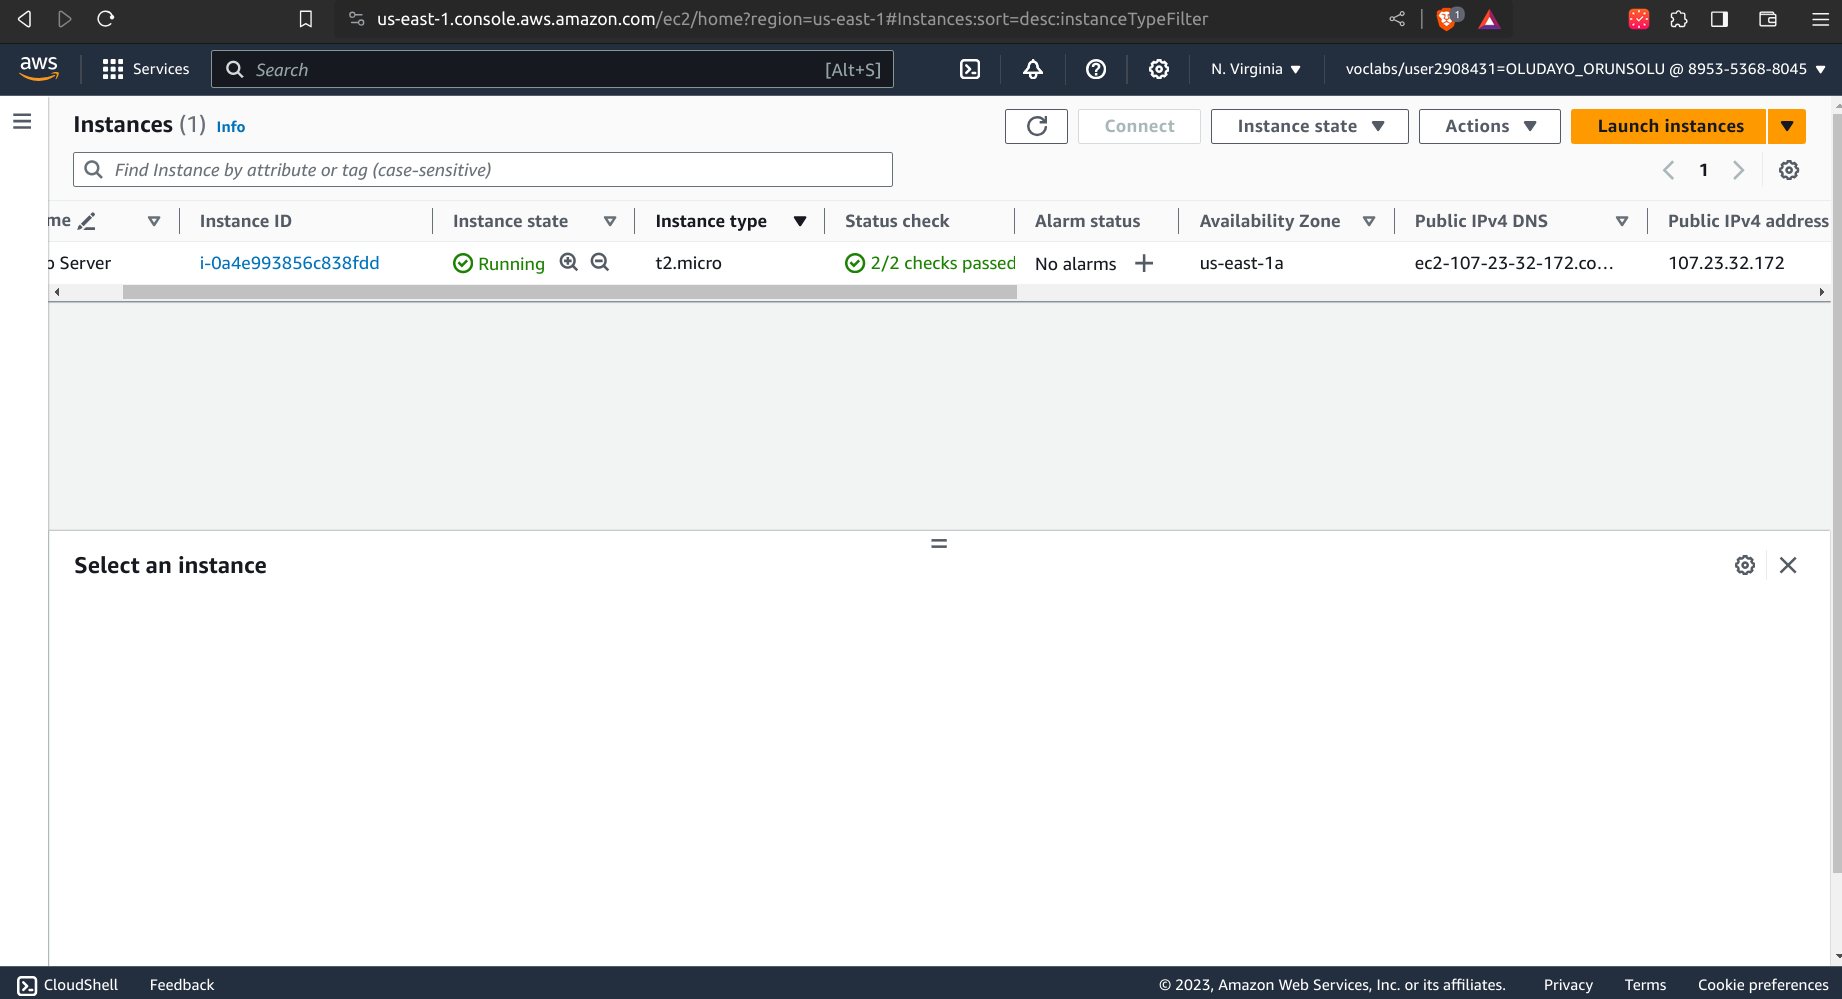 us-east-1.console.aws.amazon.com/ec2/home?region=us-east-1#Instances:sort=desc:instanceTypeFilter
1
aws
Services
Search
[Alt+S]
N. Virginia
voclabs/user2908431=OLUDAYO_ORUNSOLU @ 8953-5368-8045
Instances (1) Info
Connect
Instance state
Actions
Launch instances
Find Instance by attribute or tag (case-sensitive)
1
me
Instance ID
Instance state
Instance type
Status check
Alarm status
Availability Zone
Public IPv4 DNS
Public IPv4 address
o Server
i-0a4e993856c838fdd
Running
t2.micro
2/2 checks passed
No alarms
us-east-1a
ec2-107-23-32-172.co...
107.23.32.172
Select an instance
CloudShell
Feedback
© 2023, Amazon Web Services, Inc. or its affiliates.
Privacy
Terms
Cookie preferences